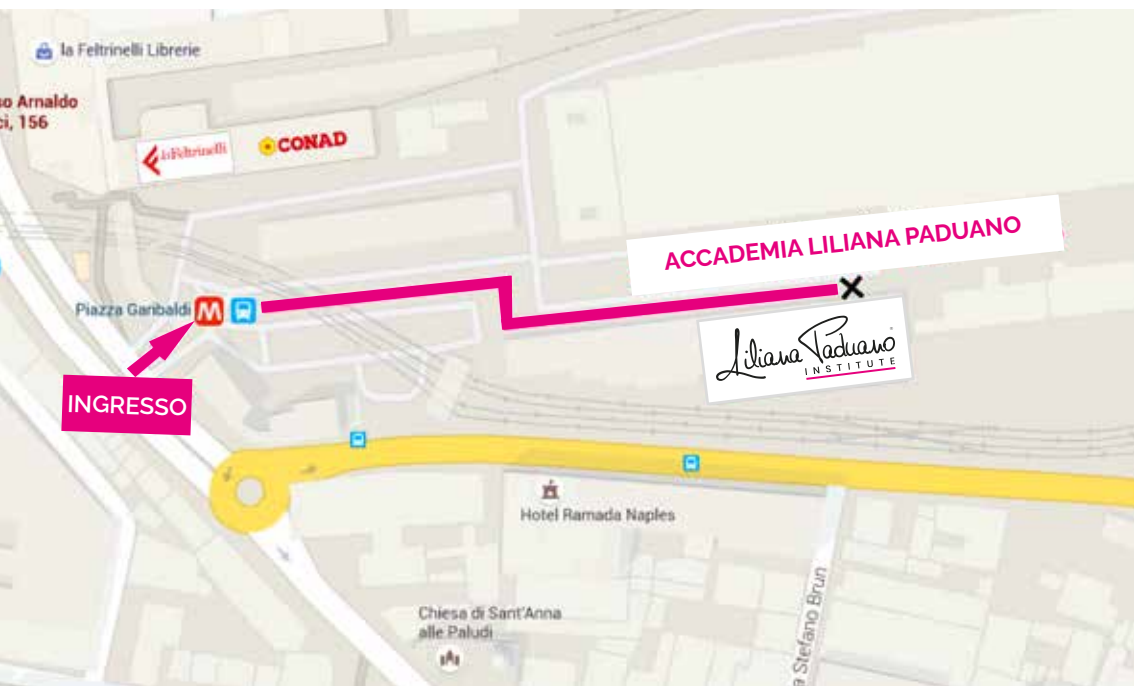 la Feltrinelli Librerie
so Arnaldo
ci, 156
laFeltrinelli
CONAD
ACCADEMIA LILIANA PADUANO
Piazza Garibaldi
M
INGRESSO
Liliana Paduano
INSTITUTE
Hotel Ramada Naples
Chiesa di Sant'Anna
alle Paludi
a Stefano Brun